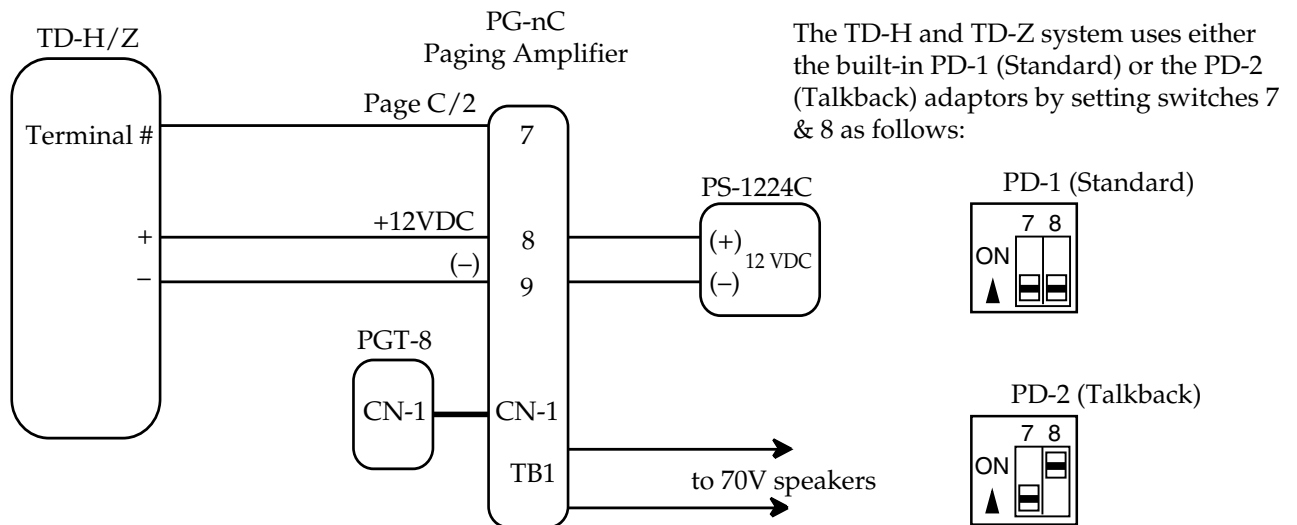 TD-H/Z
Terminal #
+
−
PG-nC
Paging Amplifier
Page C/2
7
+12VDC
8
(−)
9
PS-1224C
(+)
12 VDC
(−)
PGT-8
CN-1
CN-1
TB1
to 70V speakers
The TD-H and TD-Z system uses either
the built-in PD-1 (Standard) or the PD-2
(Talkback) adaptors by setting switches 7
& 8 as follows:
PD-1 (Standard)
7 8
ON
PD-2 (Talkback)
7 8
ON